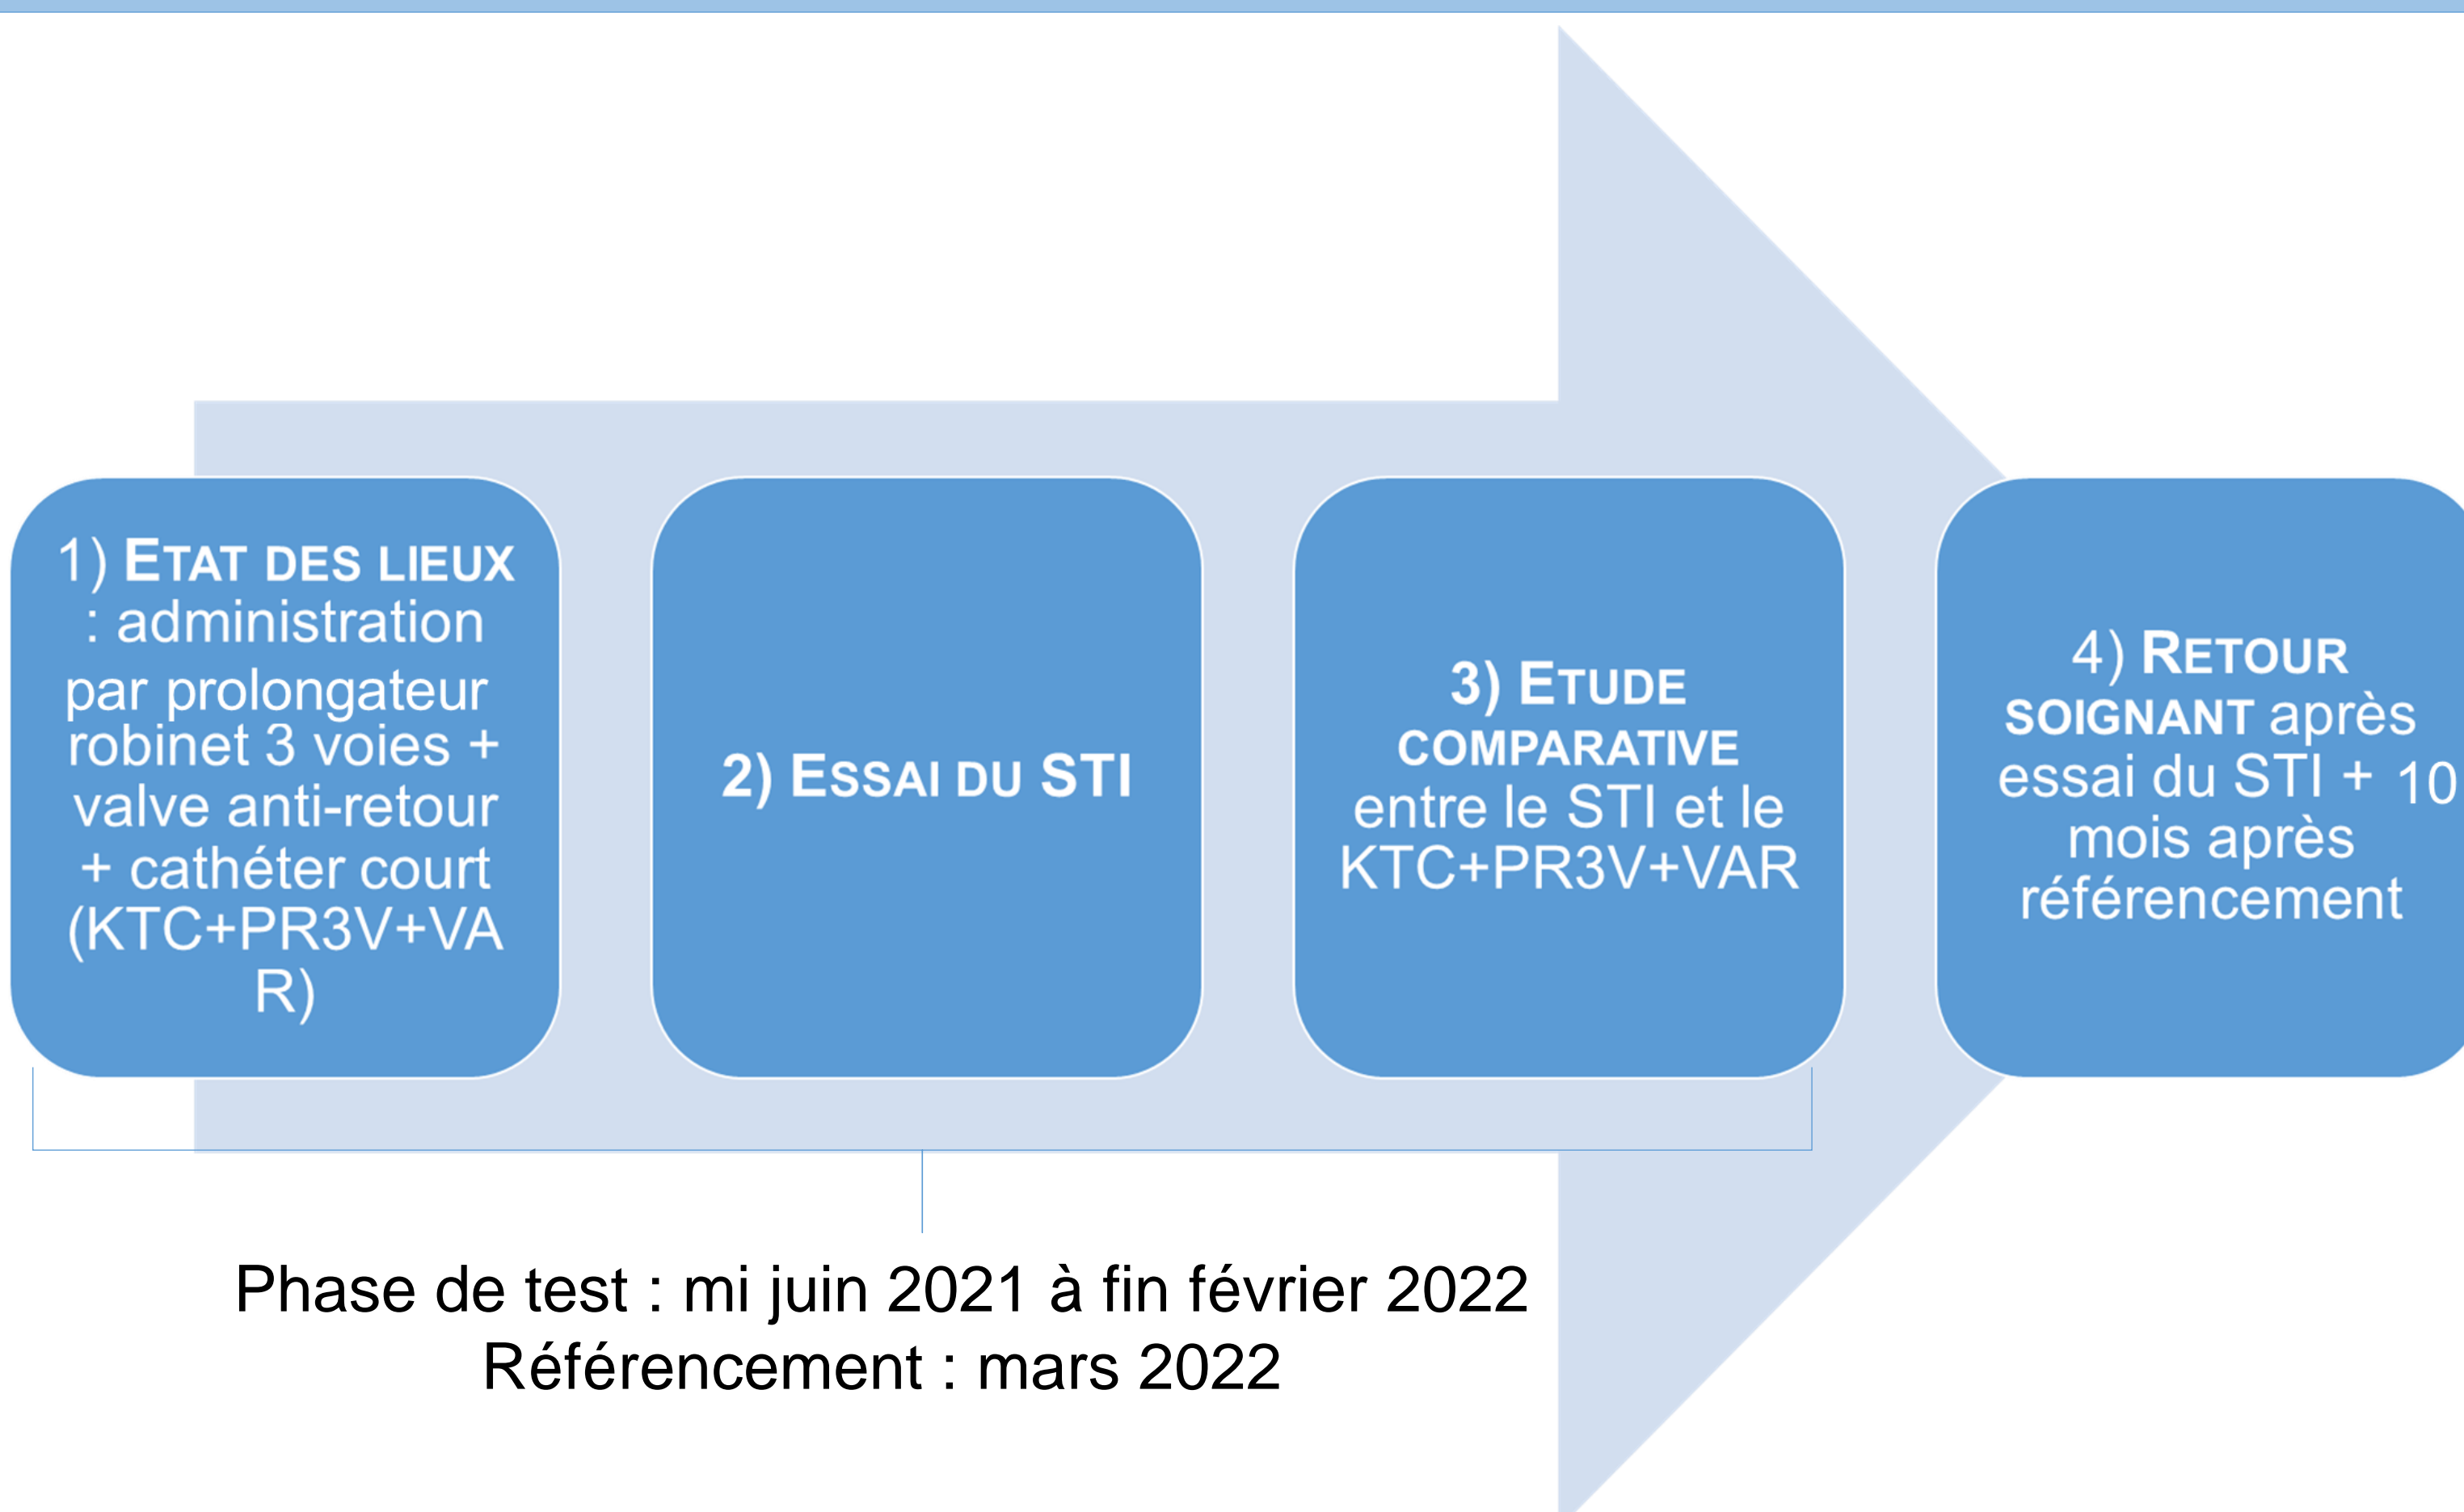 1) ETAT DES LIEUX
: administration
par prolongateur
robinet 3 voies +
valve anti-retour
+ cathéter court
(KTC+PR3V+VA
R)
2) ESSAI DU STI
3) ETUDE
COMPARATIVE
entre le STI et le
KTC+PR3V+VAR
4) RETOUR
SOIGNANT après
essai du STI + 10
mois après
référencement
Phase de test : mi juin 2021 à fin février 2022
Référencement : mars 2022